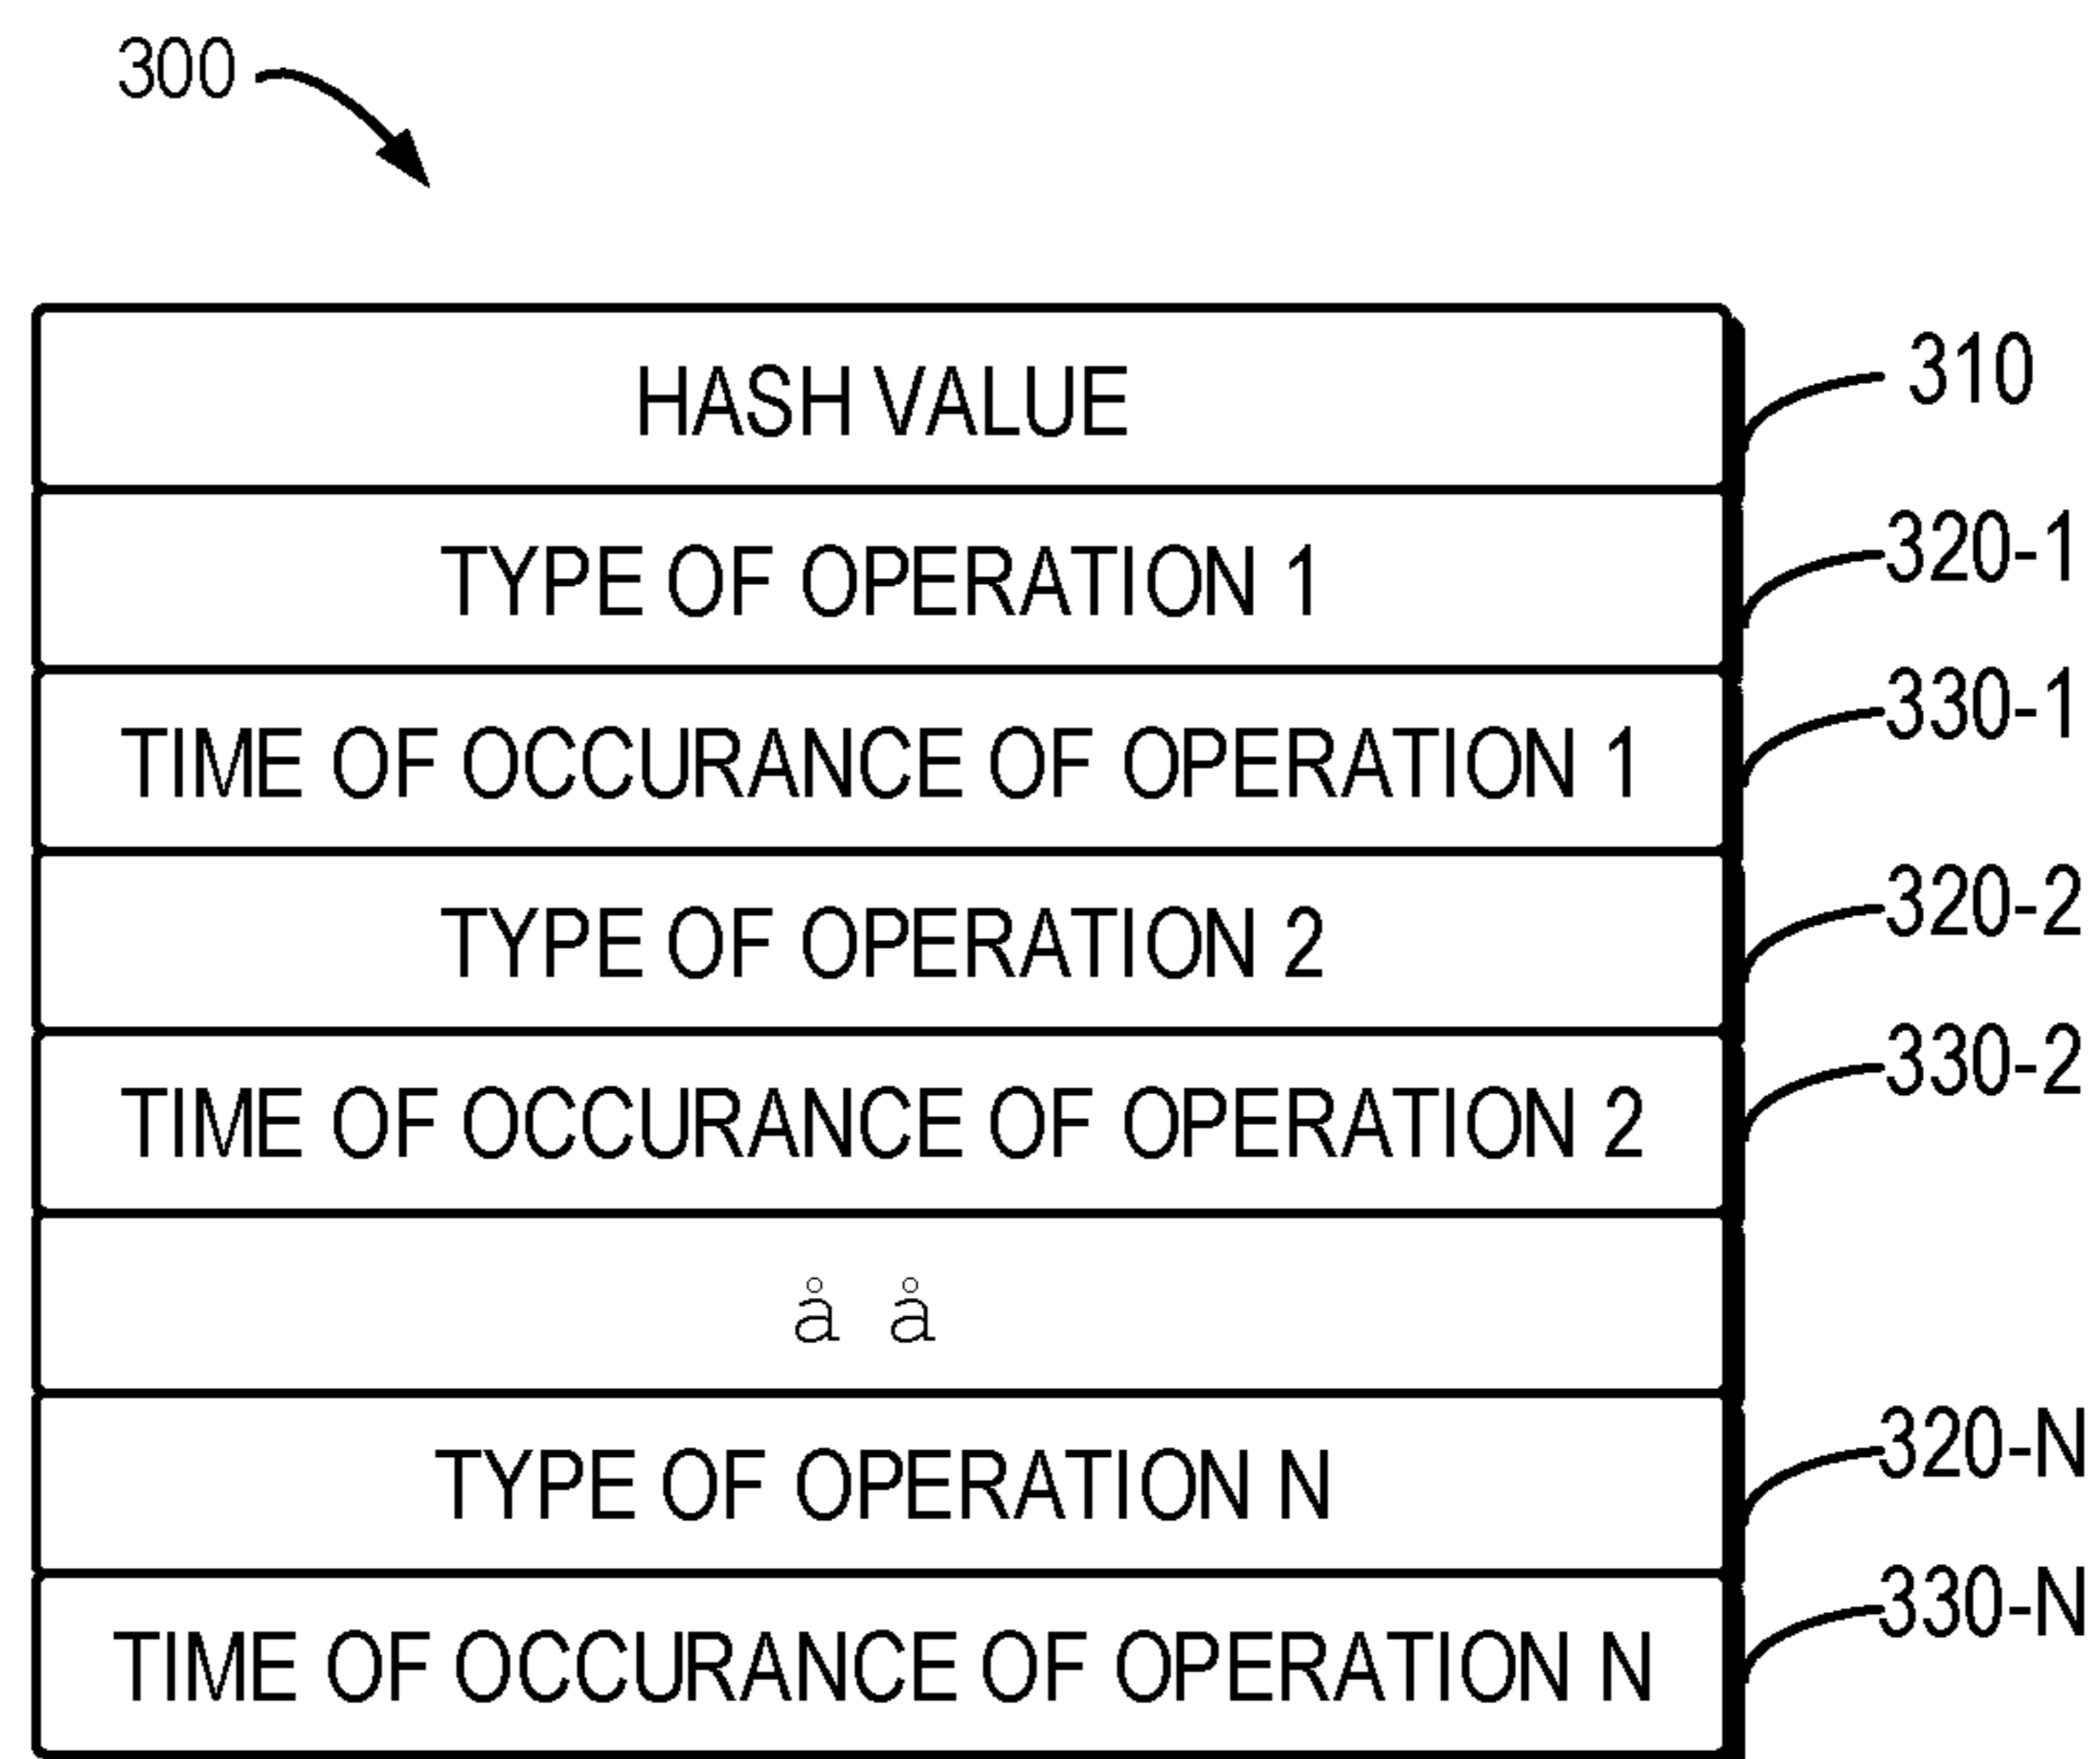 300
HASH VALUE 310
TYPE OF OPERATION 1 320-1
TIME OF OCCURANCE OF OPERATION 1 330-1
TYPE OF OPERATION 2 320-2
TIME OF OCCURANCE OF OPERATION 2 330-2
å å
TYPE OF OPERATION N 320-N
TIME OF OCCURANCE OF OPERATION N 330-N